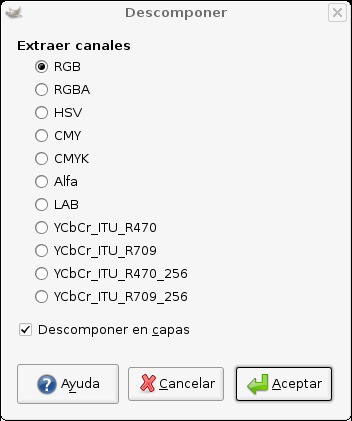 Descomponer
Extraer canales
RGB
RGBA
HSV
CMY
CMYK
Alfa
LAB
YCbCr_ITU_R470
YCbCr_ITU_R709
YCbCr_ITU_R470_256
YCbCr_ITU_R709_256
Descomponer en capas
Ayuda Cancelar Aceptar